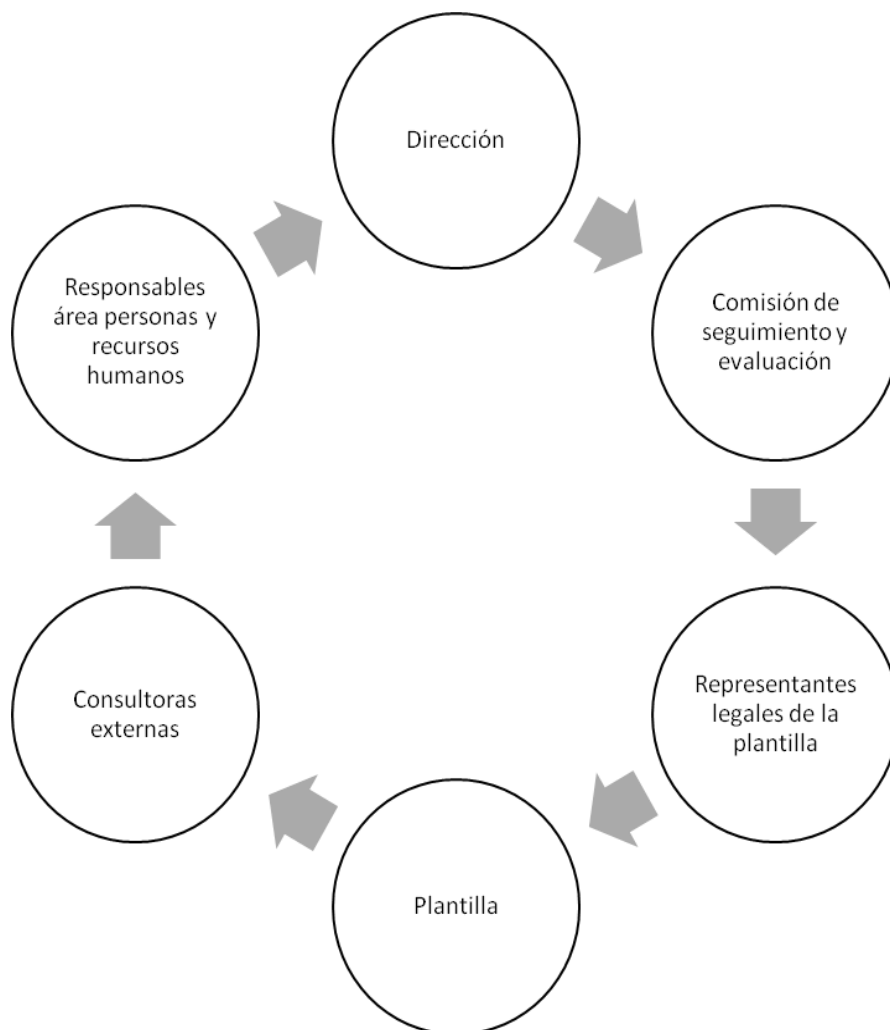 Dirección
Responsables
área personas y
recursos
humanos
Comisión de
seguimiento y
evaluación
Consultoras
externas
Representantes
legales de la
plantilla
Plantilla